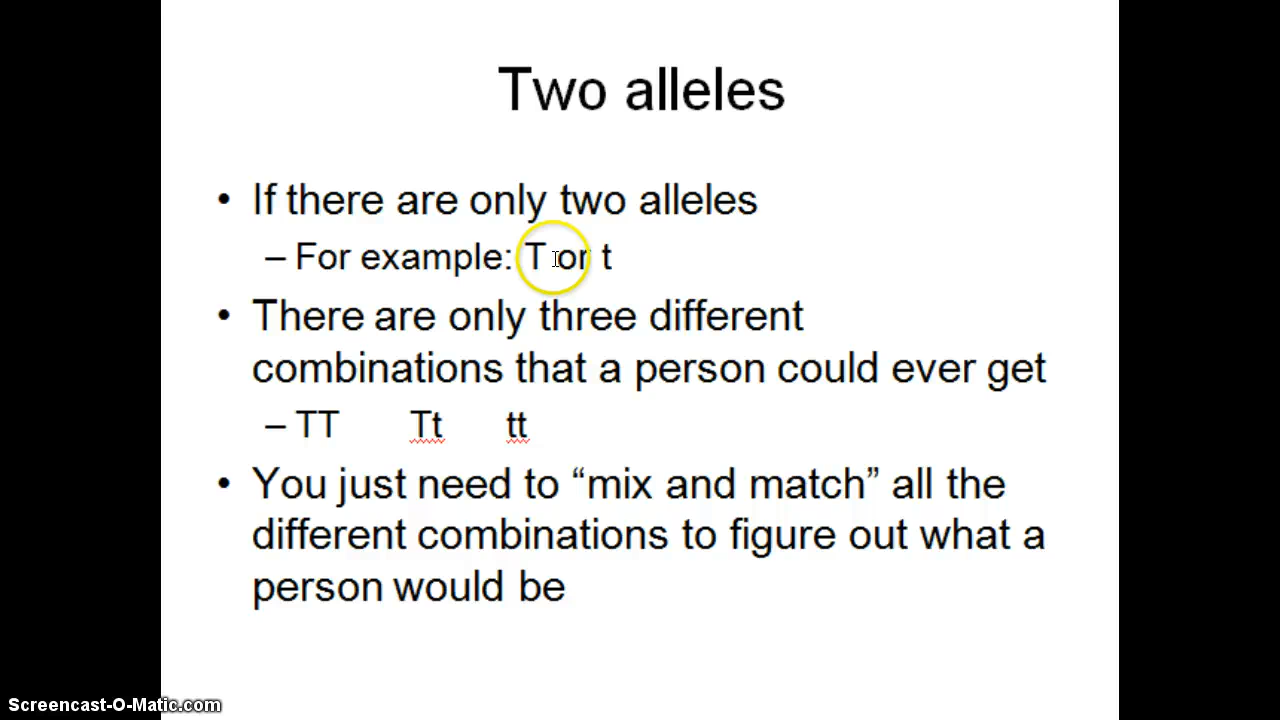 Two alleles
• If there are only two alleles
– For example: T or t
• There are only three different
combinations that a person could ever get
– TT Tt tt
• You just need to “mix and match” all the
different combinations to figure out what a
person would be
Screencast-O-Matic.com